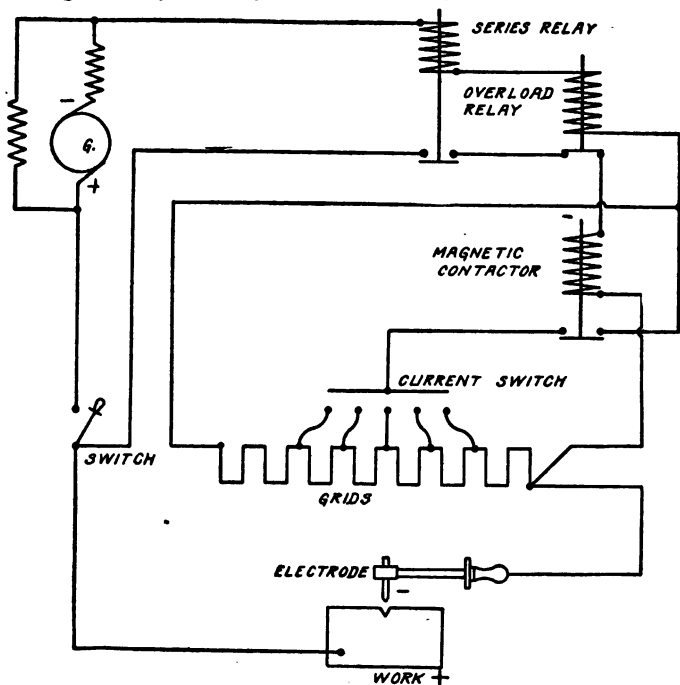 SERIES RELAY
OVERLOAD
RELAY
-
G.
+
-
MAGNETIC
CONTACTOR
CURRENT SWITCH
SWITCH
GRIDS
ELECTRODE
-
WORK +